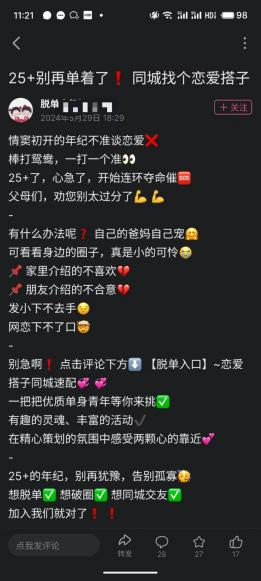 11:21
HD 98
25+别再单着了❗ 同城找个恋爱搭子
脱单
2024年5月29日 18:29
+ 关注
情窦初开的年纪不准谈恋爱❌
棒打鸳鸯，一打一个准👀
25+了，心急了，开始连环夺命催🆘
父母们，劝您别太过分了💪💪
-
有什么办法呢❓ 自己的爸妈自己宠🤗
可看看身边的圈子，真是小的可怜😭
📌 家里介绍的不喜欢💔
📌 朋友介绍的不合意💔
发小下不去手😔
网恋下不了口🤯
-
别急啊❗ 点击评论下方⬇️【脱单入口】~恋爱
搭子同城速配💞 💞
一把把优质单身青年等你来挑✅
有趣的灵魂、丰富的活动✔️
在精心策划的氛围中感受两颗心的靠近💕
-
25+的年纪，别再犹豫，告别孤寡🥳
想脱单✅ 想破圈✅ 想同城交友✅
加入我们就对了❗❗
点我发评论
转发
28
27
17